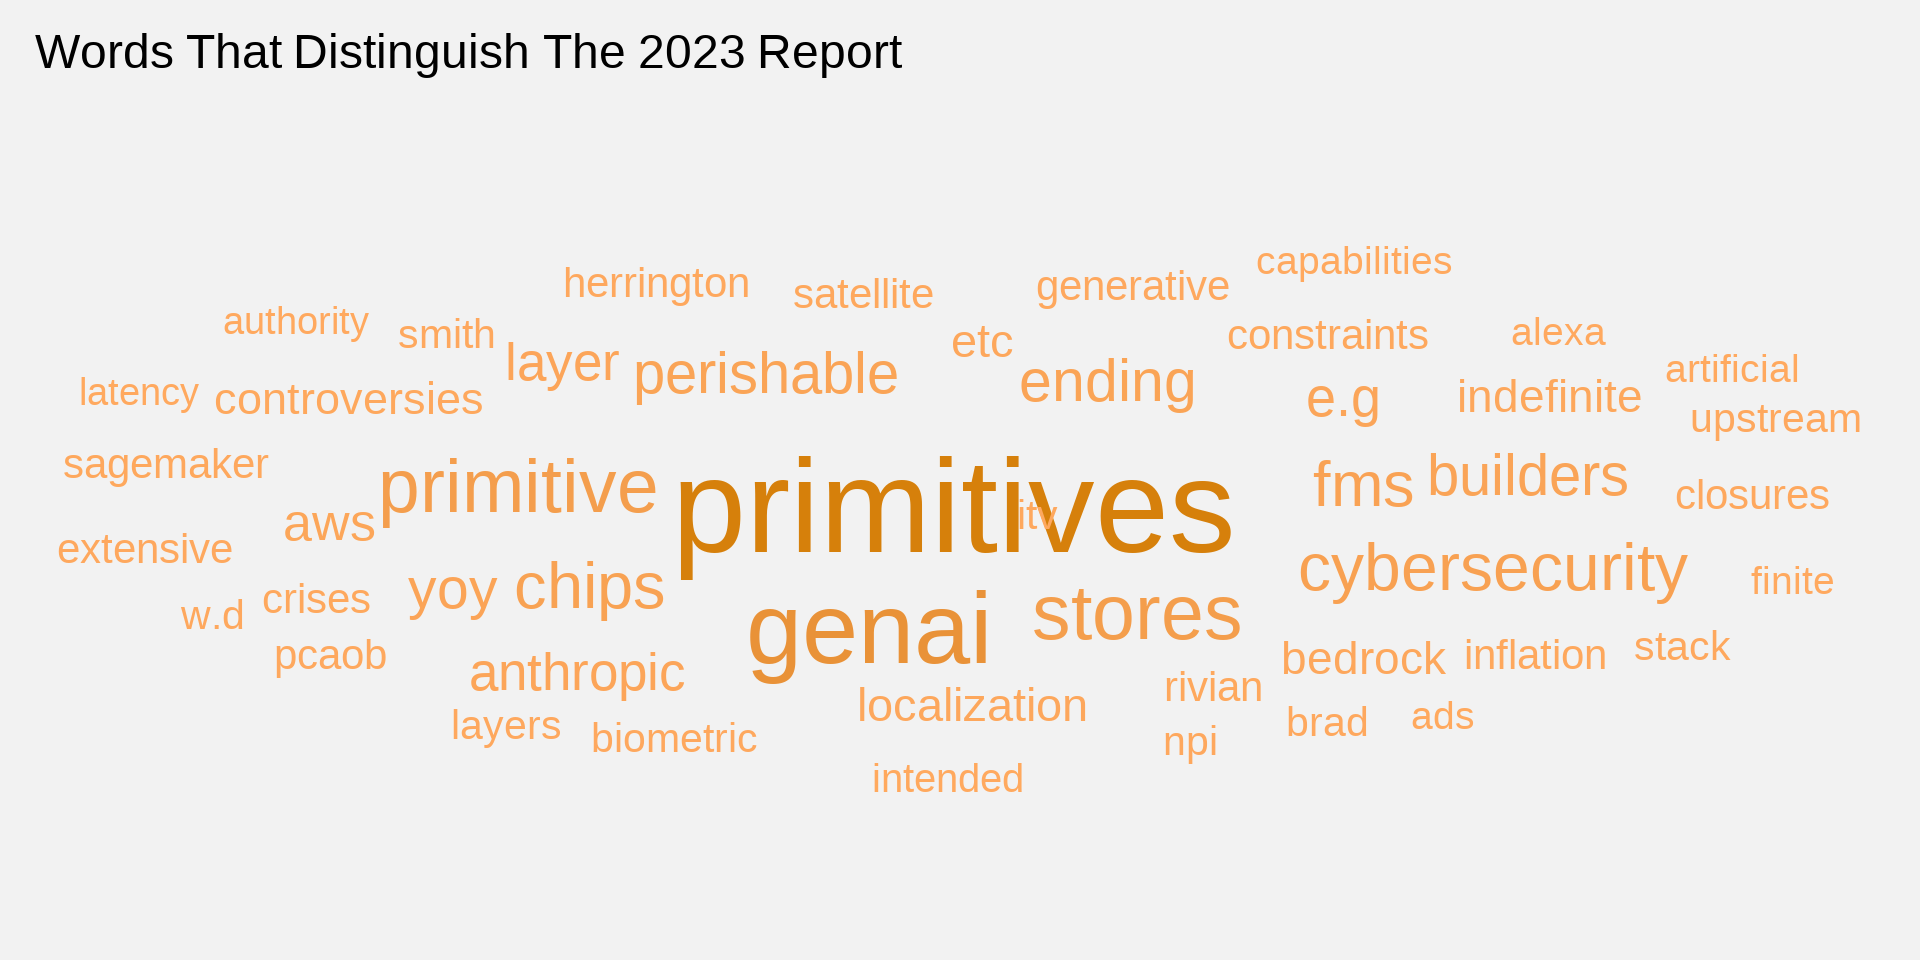 Words That Distinguish The 2023 Report
capabilities
herrington satellite generative
authority smith layer perishable etc ending constraints alexa
latency controversies e.g indefinite artificial
upstream
sagemaker primitive primitives fms builders closures
aws itv
extensive yoy chips genai stores cybersecurity finite
w.d crises
pcaob anthropic localization rivian bedrock inflation stack
layers biometric npi brad ads
intended